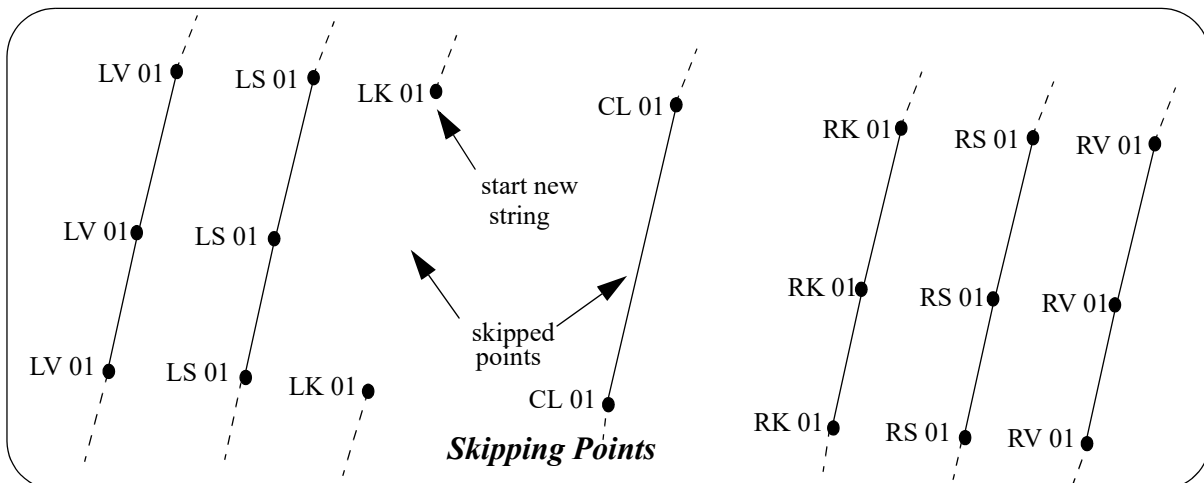 LV 01
LS 01
LK 01
CL 01
RK 01
RS 01
RV 01
start new
string
LV 01
LS 01
RK 01
RS 01
RV 01
skipped
points
LV 01
LS 01
LK 01
CL 01
RK 01
RS 01
RV 01
Skipping Points